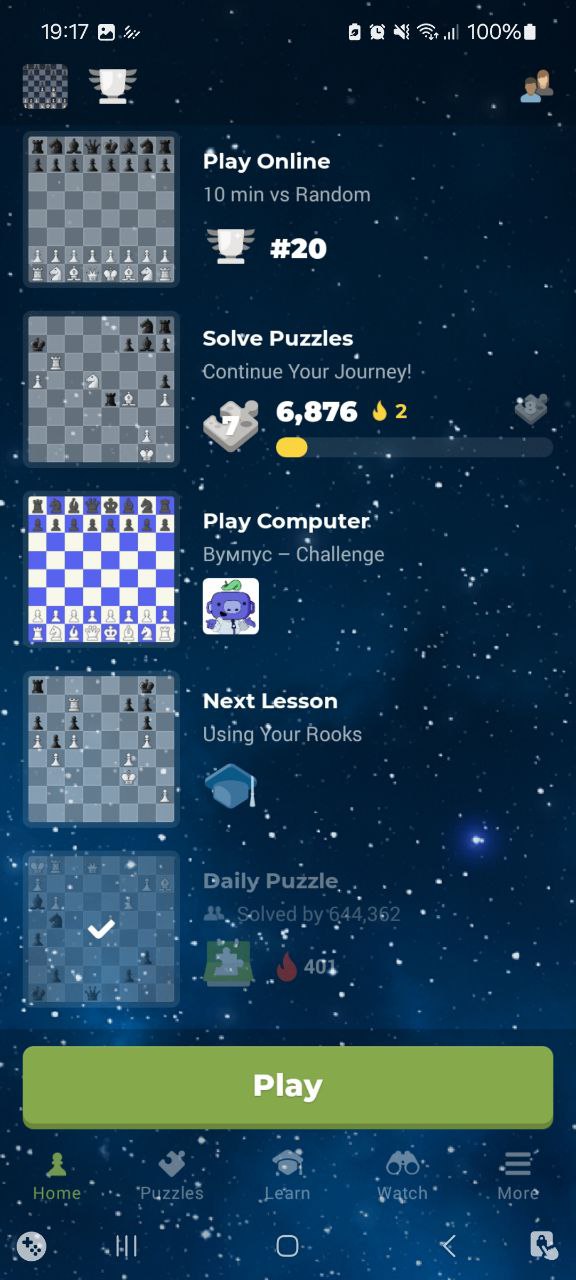 19:17
100%
Play Online
10 min vs Random
#20
Solve Puzzles
Continue Your Journey!
7
6,876
2
8
Play Computer
Вумпус – Challenge
Next Lesson
Using Your Rooks
Daily Puzzle
Solved by 644,362
401
Play
Home
Puzzles
Learn
Watch
More